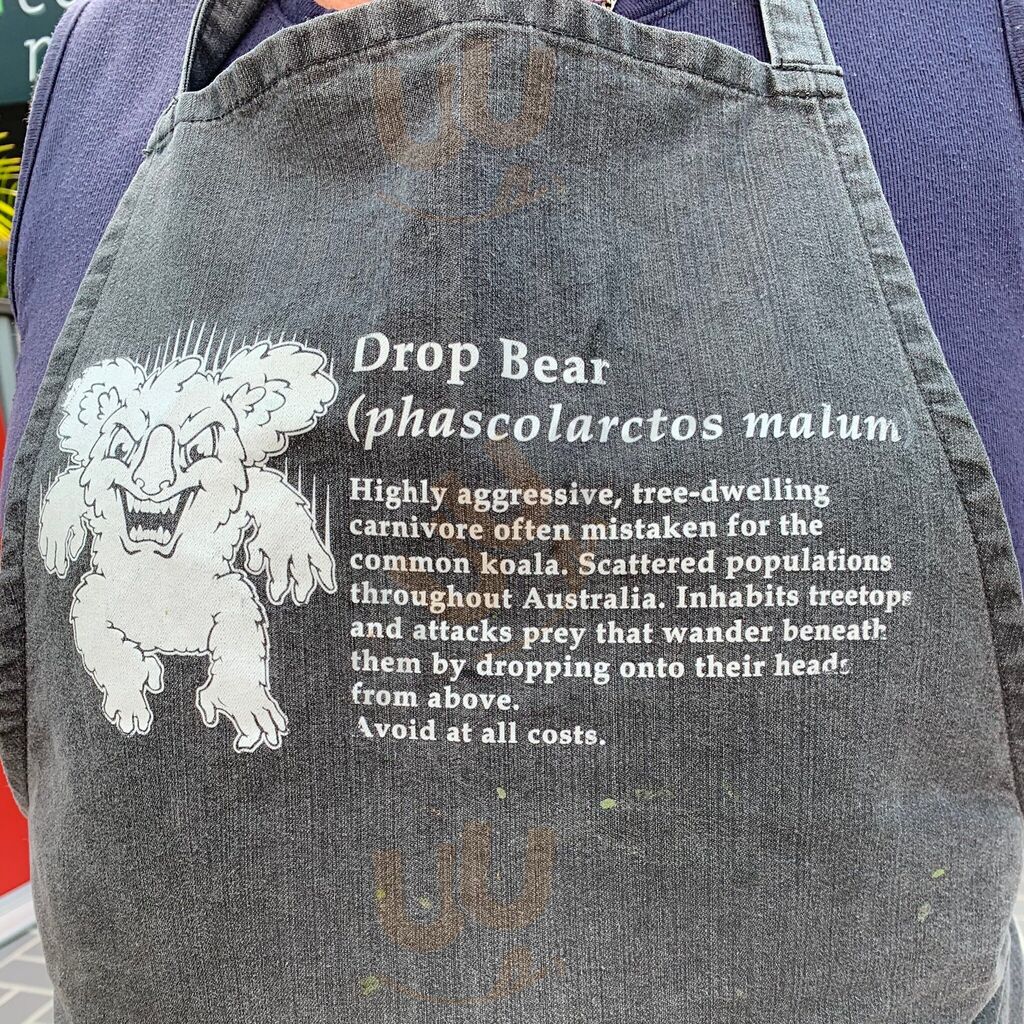 Drop Bear
(phascolarctos malum
Highly aggressive, tree-dwelling
carnivore often mistaken for the
common koala. Scattered populations
throughout Australia. Inhabits treetops
and attacks prey that wander beneath
them by dropping onto their heads
from above.
Avoid at all costs.